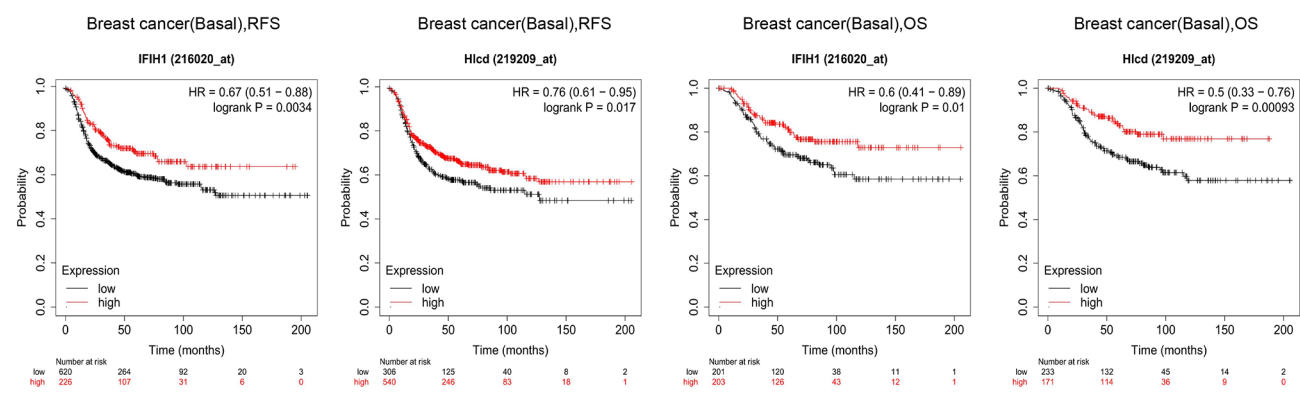 Breast cancer(Basal),RFS
IFIH1 (216020_at)
HR = 0.67 (0.51 − 0.88)
logrank P = 0.0034
Probability
1.0
0.8
0.6
0.4
0.2
0.0
Expression
low
high
0 50 100 150 200
Time (months)
Number at risk
low 620 264 92 20 3
high 226 107 31 6 0
Breast cancer(Basal),RFS
Hlcd (219209_at)
HR = 0.76 (0.61 − 0.95)
logrank P = 0.017
Probability
1.0
0.8
0.6
0.4
0.2
0.0
Expression
low
high
0 50 100 150 200
Time (months)
Number at risk
low 306 125 40 8 2
high 540 246 83 18 1
Breast cancer(Basal),OS
IFIH1 (216020_at)
HR = 0.6 (0.41 − 0.89)
logrank P = 0.01
Probability
1.0
0.8
0.6
0.4
0.2
0.0
Expression
low
high
0 50 100 150 200
Time (months)
Number at risk
low 201 120 38 11 1
high 203 126 43 12 1
Breast cancer(Basal),OS
Hlcd (219209_at)
HR = 0.5 (0.33 − 0.76)
logrank P = 0.00093
Probability
1.0
0.8
0.6
0.4
0.2
0.0
Expression
low
high
0 50 100 150 200
Time (months)
Number at risk
low 233 132 45 14 2
high 171 114 36 9 0